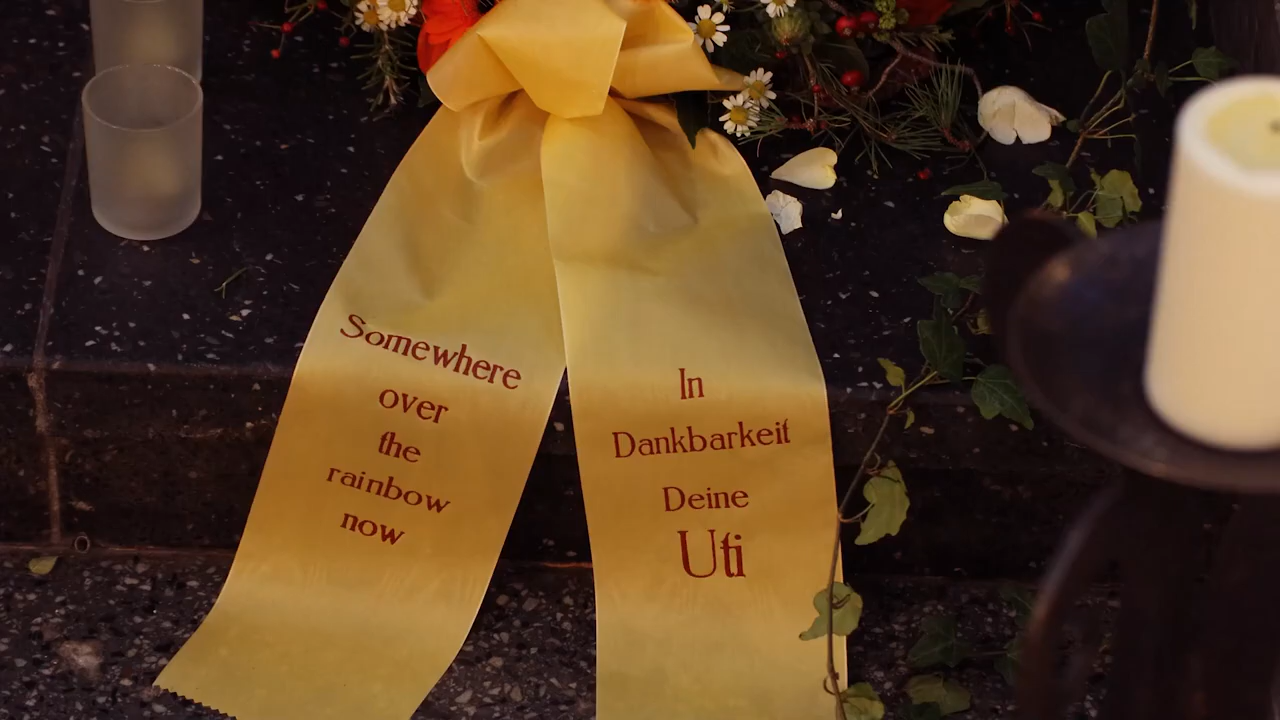 Somewhere
over
the
rainbow
now
In
Dankbarkeit
Deine
Uti